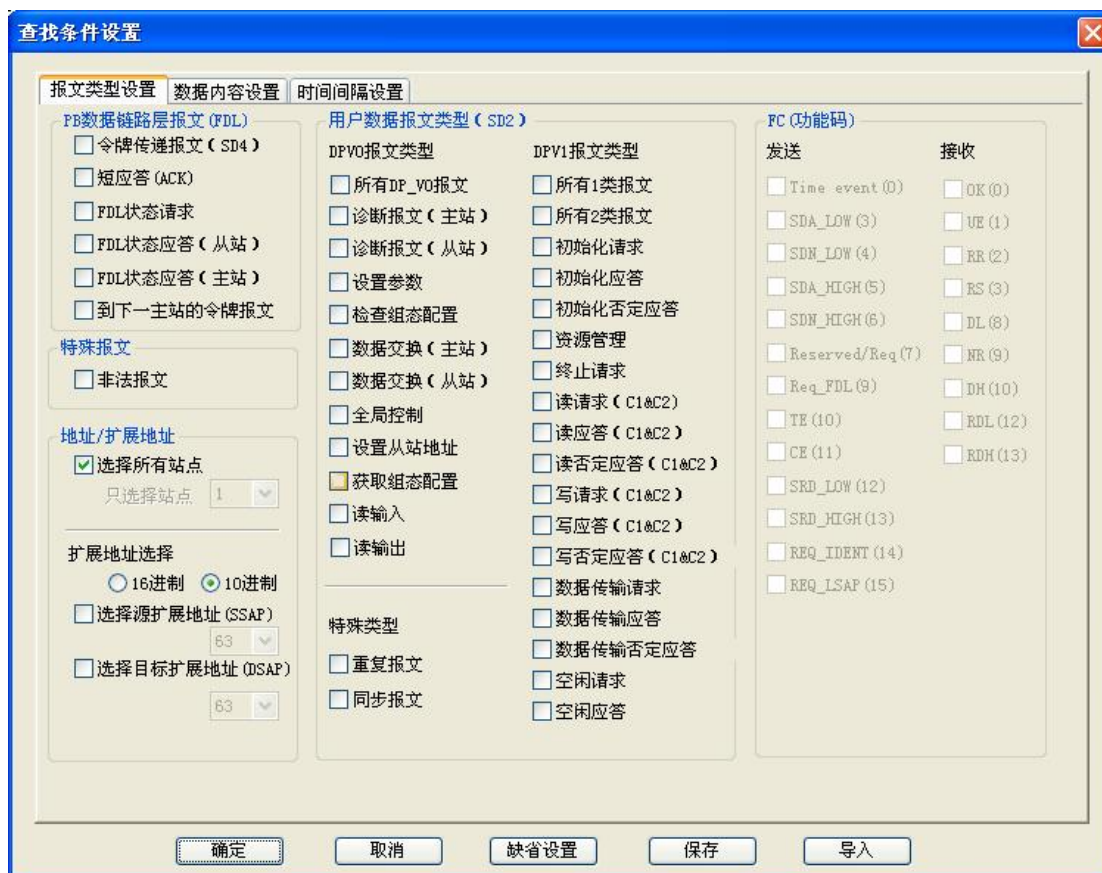 查找条件设置
报文类型设置 数据内容设置 时间间隔设置
PB数据链路层报文(FDL)
令牌传递报文(SD4)
短应答(ACK)
FDL状态请求
FDL状态应答(从站)
FDL状态应答(主站)
到下一主站的令牌报文
特殊报文
非法报文
地址/扩展地址
选择所有站点
只选择站点 1
扩展地址选择
16进制 10进制
选择源扩展地址(SSAP)
63
选择目标扩展地址(DSAP)
63
用户数据报文类型(SD2)
DPV0报文类型
所有DP_V0报文
诊断报文(主站)
诊断报文(从站)
设置参数
检查组态配置
数据交换(主站)
数据交换(从站)
全局控制
设置从站地址
获取组态配置
读输入
读输出
特殊类型
重复报文
同步报文
DPV1报文类型
所有1类报文
所有2类报文
初始化请求
初始化应答
初始化否定应答
资源管理
终止请求
读请求(C1&C2)
读应答(C1&C2)
读否定应答(C1&C2)
写请求(C1&C2)
写应答(C1&C2)
写否定应答(C1&C2)
数据传输请求
数据传输应答
数据传输否定应答
空闲请求
空闲应答
FC(功能码)
发送
Time event(0)
SDA_LOW(3)
SDN_LOW(4)
SDA_HIGH(5)
SDN_HIGH(6)
Reserved/Req(7)
Req_FDL(9)
TE(10)
CE(11)
SRD_LOW(12)
SRD_HIGH(13)
REQ_IDENT(14)
REQ_LSAP(15)
接收
OK(0)
UE(1)
RR(2)
RS(3)
DL(8)
NR(9)
DH(10)
RDL(12)
RDH(13)
确定 取消 缺省设置 保存 导入